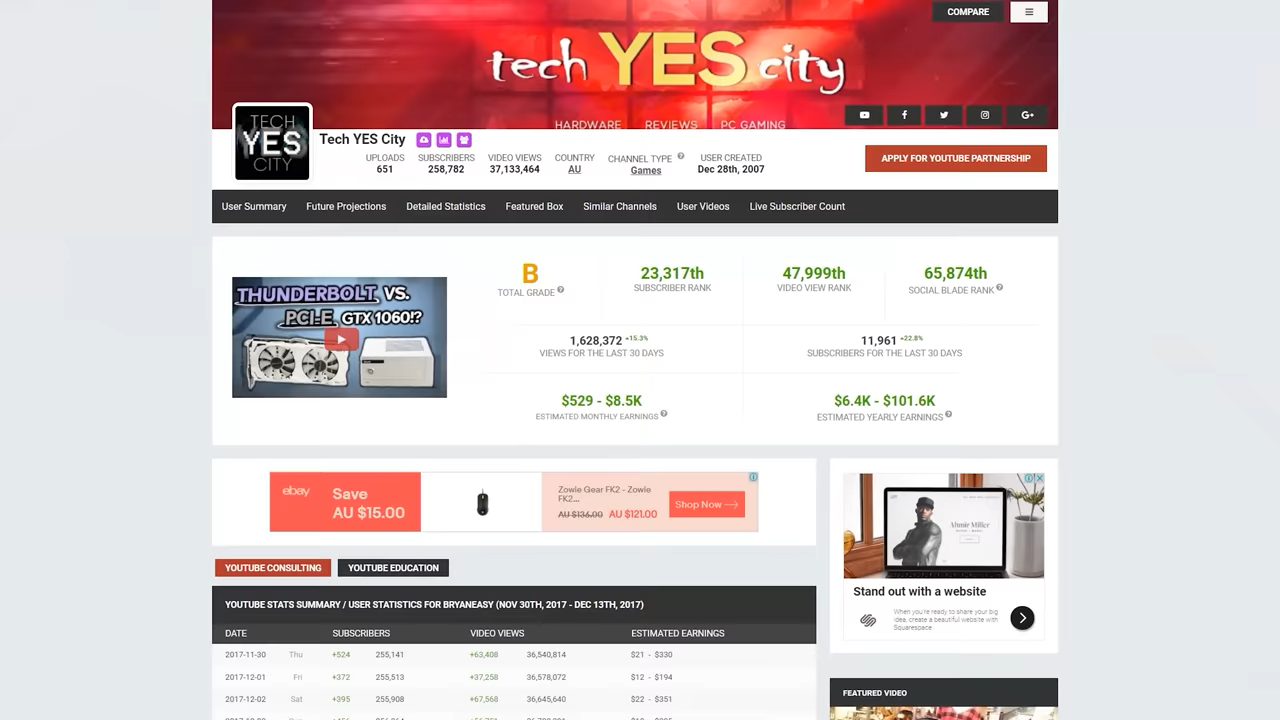 COMPARE
tech YES city
HARDWARE REVIEWS PC GAMING
TECH
YES
CITY
Tech YES City
UPLOADS SUBSCRIBERS VIDEO VIEWS COUNTRY CHANNEL TYPE USER CREATED
651 258,782 37,133,464 AU Games Dec 28th, 2007
APPLY FOR YOUTUBE PARTNERSHIP
User Summary Future Projections Detailed Statistics Featured Box Similar Channels User Videos Live Subscriber Count
THUNDERBOLT VS.
PCI-E GTX 1060!?
B 23,317th 47,999th 65,874th
TOTAL GRADE SUBSCRIBER RANK VIDEO VIEW RANK SOCIAL BLADE RANK
1,628,372 +15.3% 11,961 +22.8%
VIEWS FOR THE LAST 30 DAYS SUBSCRIBERS FOR THE LAST 30 DAYS
$529 - $8.5K $6.4K - $101.6K
ESTIMATED MONTHLY EARNINGS ESTIMATED YEARLY EARNINGS
ebay
Save
AU $15.00
Zowie Gear FK2 - Zowie
FK2...
AU $136.00 AU $121.00
Shop Now
Abmir Miller
Stand out with a website
When you're ready to share your big
idea, create a beautiful website with
Squarespace
YOUTUBE CONSULTING YOUTUBE EDUCATION
YOUTUBE STATS SUMMARY / USER STATISTICS FOR BRYANEASY (NOV 30TH, 2017 - DEC 13TH, 2017)
DATE SUBSCRIBERS VIDEO VIEWS ESTIMATED EARNINGS
2017-11-30 Thu +524 255,141 +63,408 36,540,814 $21 - $330
2017-12-01 Fri +372 255,513 +37,258 36,578,072 $12 - $194
2017-12-02 Sat +395 255,908 +67,568 36,645,640 $22 - $351
FEATURED VIDEO